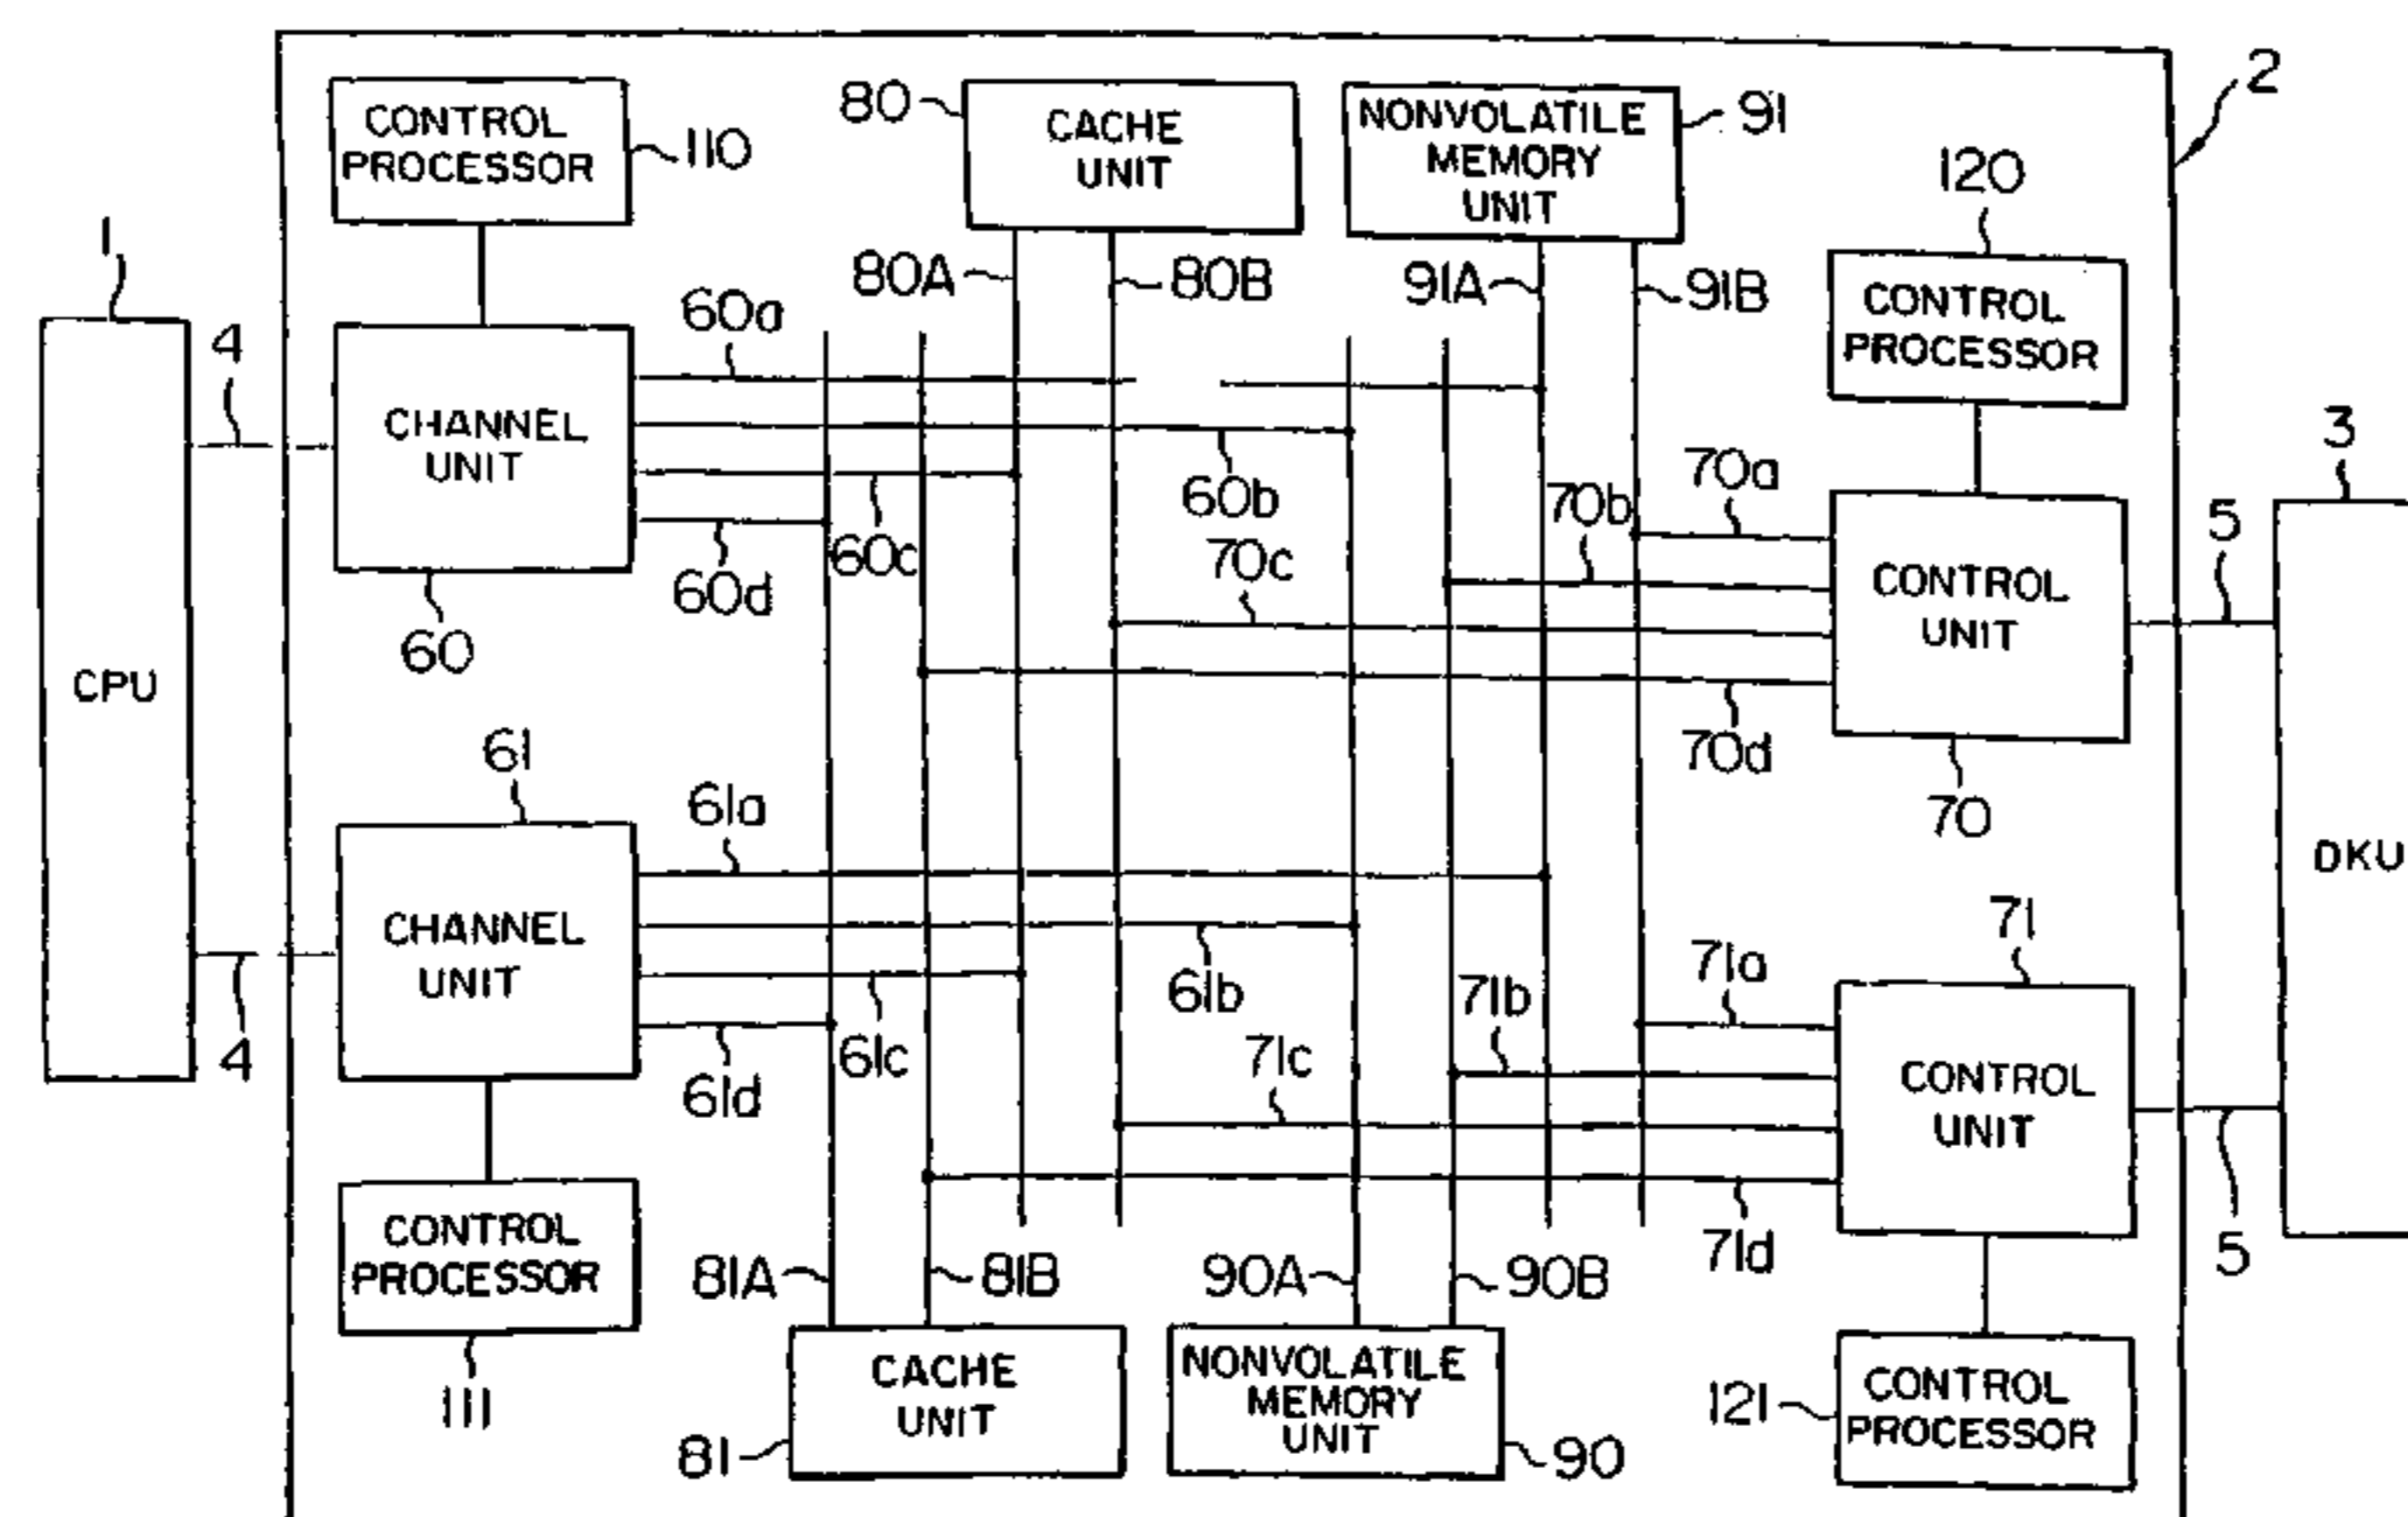 2
CONTROL
PROCESSOR
110
80
CACHE
UNIT
NONVOLATILE
MEMORY
UNIT
91
120
CONTROL
PROCESSOR
1
CPU
4
80A
80B
91A
91B
60a
CHANNEL
UNIT
60
60b
60c
60d
70a
70b
70c
70d
CONTROL
UNIT
70
5
3
DKU
61
CHANNEL
UNIT
4
61a
61b
61c
61d
71
71a
71b
71c
71d
CONTROL
UNIT
5
CONTROL
PROCESSOR
111
81A
81B
90A
90B
CACHE
UNIT
81
NONVOLATILE
MEMORY
UNIT
90
121
CONTROL
PROCESSOR